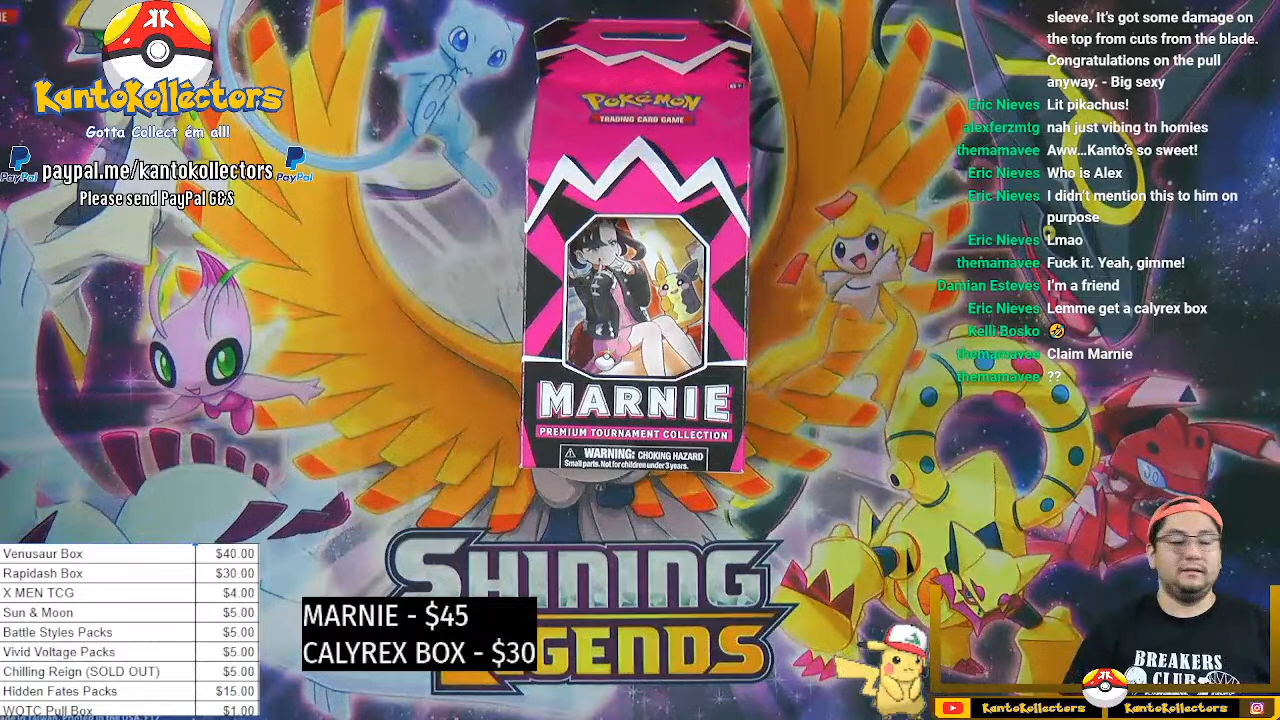 KantoKollectors
Gotta Collect ém all!
PayPal paypal.me/kantokollectors PayPal
Please send PayPal G&S
POKÉMON
TRADING CARD GAME
MARNIE
PREMIUM TOURNAMENT COLLECTION
WARNING: CHOKING HAZARD
Small parts. Not for children under 3 years.
SHINING
LEGENDS
sleeve. It's got some damage on
the top from cuts from the blade.
Congratulations on the pull
anyway. - Big sexy
Eric Nieves Lit pikachus!
alexferzmtg nah just vibing tn homies
themamavee Aww…Kanto's so sweet!
Eric Nieves Who is Alex
Eric Nieves I didn't mention this to him on
purpose
Eric Nieves Lmao
themamavee Fuck it. Yeah, gimme!
Damian Esteves I'm a friend
Eric Nieves Lemme get a calyrex box
Kelli Bosko 🤣
themamavee Claim Marnie
themamavee ??
Venusaur Box $40.00
Rapidash Box $30.00
X MEN TCG $4.00
Sun & Moon $5.00
Battle Styles Packs $5.00
Vivid Voltage Packs $5.00
Chilling Reign (SOLD OUT) $5.00
Hidden Fates Packs $15.00
WOTC Pull Box $1.00
MARNIE - $45
CALYREX BOX - $30
BREAKERS
CLUB
KantoKollectors KantoKollectors